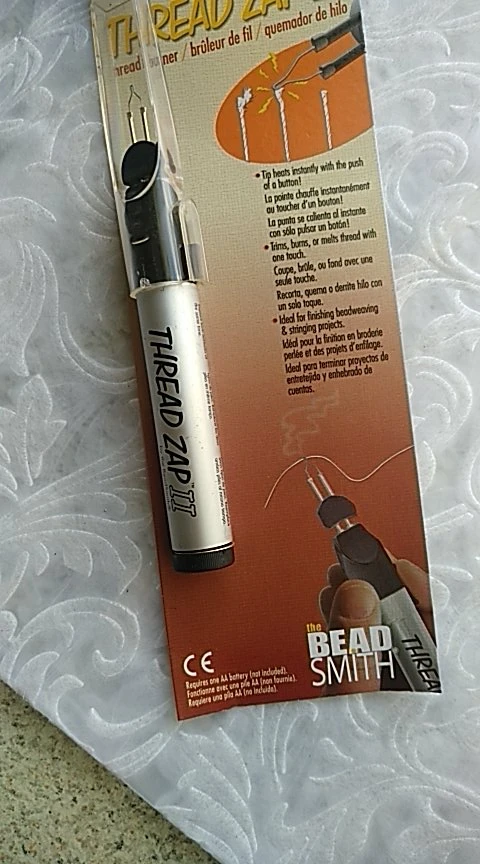 THREAD ZAP
/ brûleur de fil / quemador de hilo
• Tip heats instantly with the push
of a button!
La pointe chauffe instantanément
au toucher d'un bouton!
La punta se calienta al instante
con sólo pulsar un botón!
• Trims, burns, or melts thread with
one touch.
Coupe, brûle, ou fond avec une
seule touche.
Recorta, quema o derrite hilo con
un solo toque.
• Ideal for finishing beadweaving
& stringing projects.
Idéal pour la finition en broderie
perlée et des projets d'enfilage.
Ideal para terminar proyectos de
entretejida y enhebrado de
cuentas.
THREAD ZAP™ II
the
BEAD
SMITH
THREA
CE
Requires one AA battery (not included).
Fonctionne avec une pile AA (non fournie).
Requiere una pila AA (no incluida).